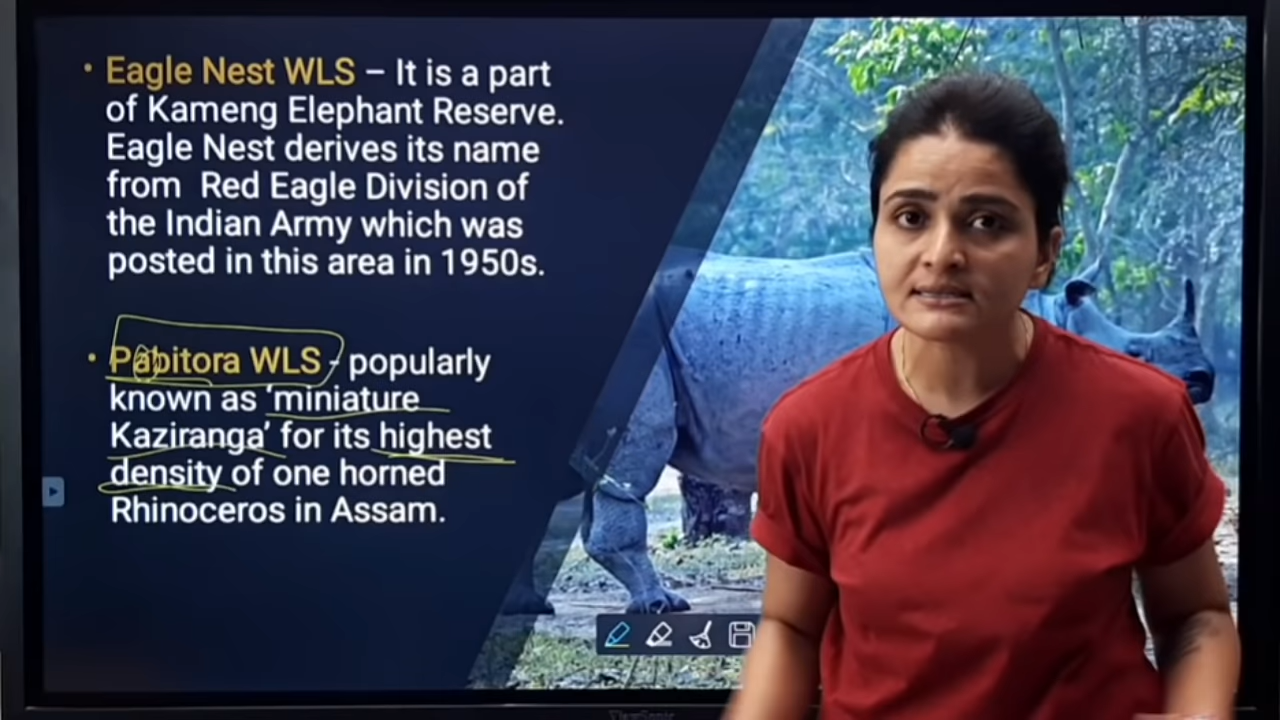 • Eagle Nest WLS – It is a part
of Kameng Elephant Reserve.
Eagle Nest derives its name
from Red Eagle Division of
the Indian Army which was
posted in this area in 1950s.
• Pabitora WLS - popularly
known as ‘miniature
Kaziranga’ for its highest
density of one horned
Rhinoceros in Assam.
ViewSonic